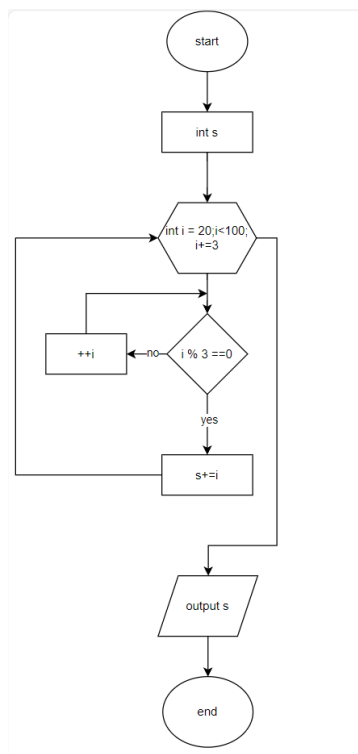 start
int s
int i = 20;i<100;
i+=3
i % 3 ==0
no
++i
yes
s+=i
output s
end